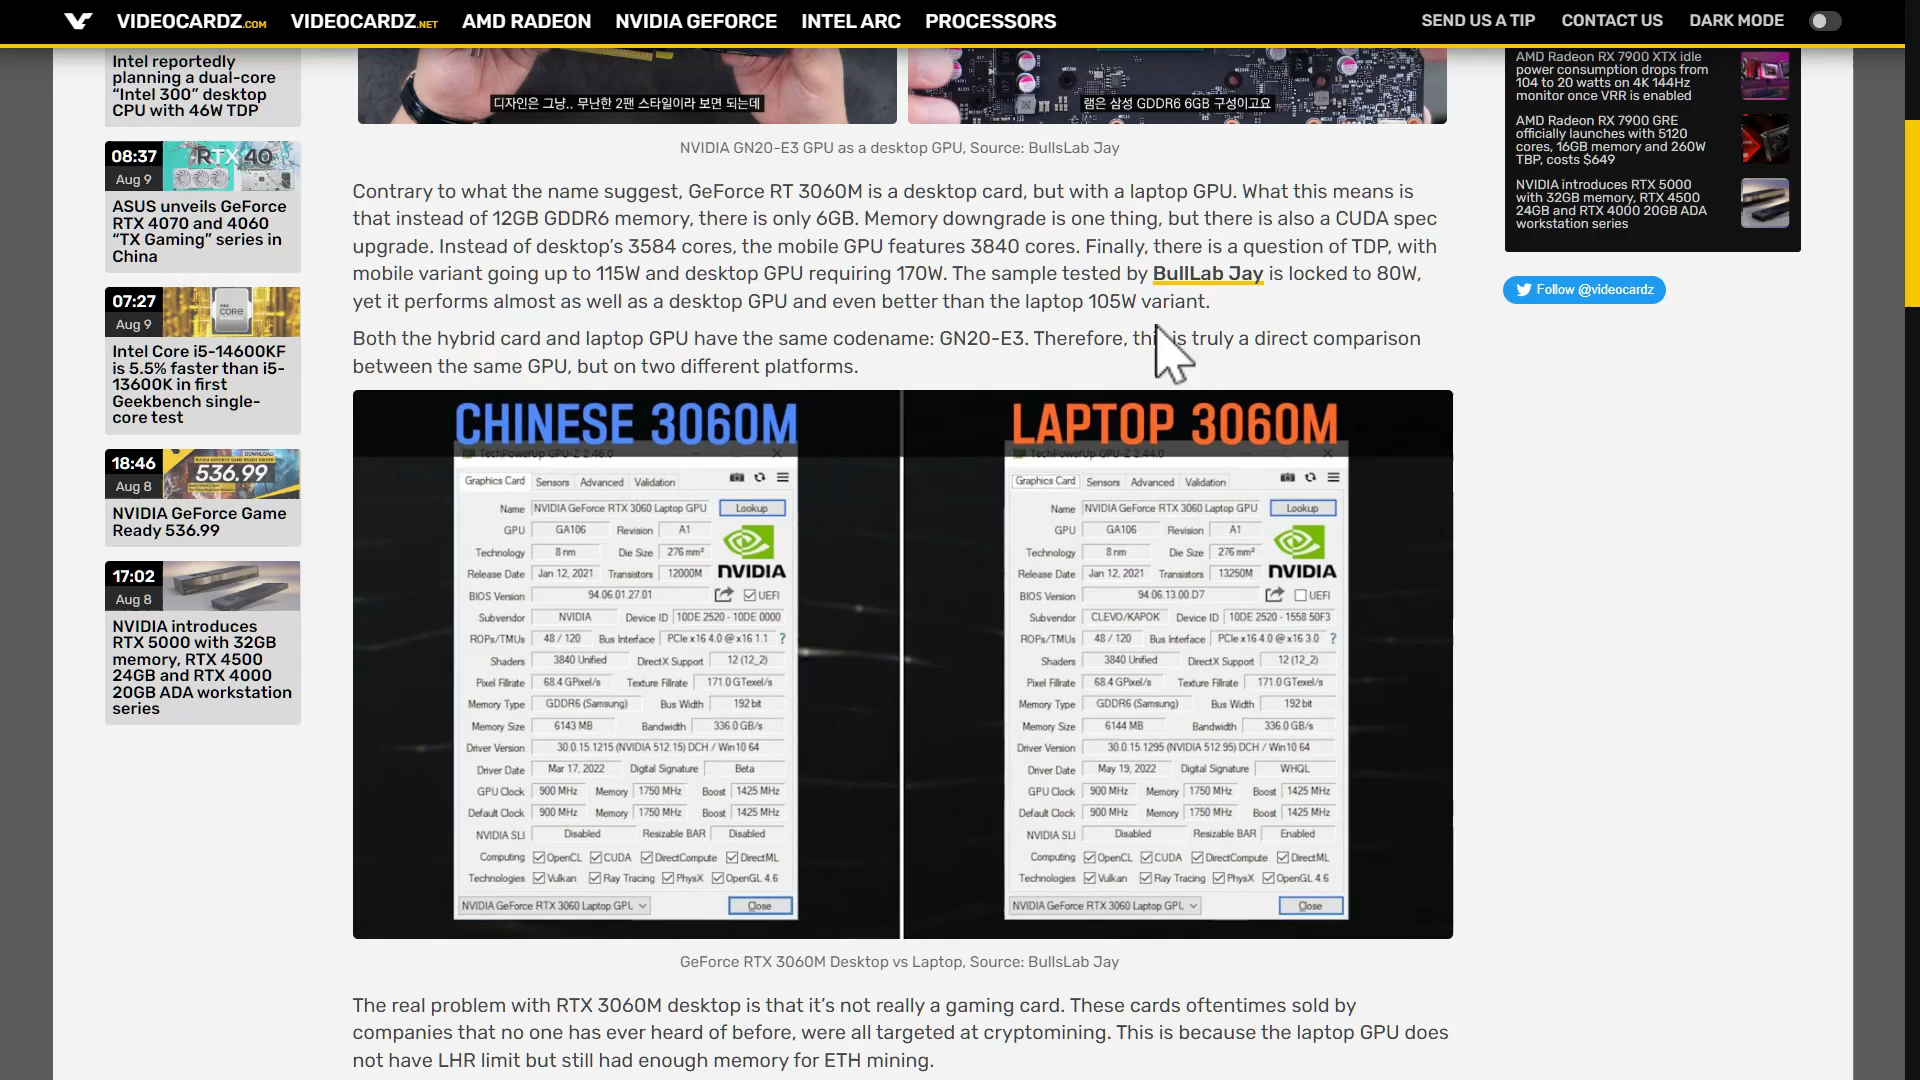 VIDEOCARDZ.COM VIDEOCARDZ.NET AMD RADEON NVIDIA GEFORCE INTEL ARC PROCESSORS SEND US A TIP CONTACT US DARK MODE
Intel reportedly
planning a dual-core
“Intel 300” desktop
CPU with 46W TDP
08:37
Aug 9
RTX 40
ASUS unveils GeForce
RTX 4070 and 4060
“TX Gaming” series in
China
07:27
Aug 9
CORE
Intel Core i5-14600KF
is 5.5% faster than i5-
13600K in first
Geekbench single-
core test
18:46
Aug 8
DOWNLOAD
536.99
NVIDIA GeForce Game
Ready 536.99
17:02
Aug 8
NVIDIA introduces
RTX 5000 with 32GB
memory, RTX 4500
24GB and RTX 4000
20GB ADA workstation
series
디자인은 그냥.. 무난한 2팬 스타일이라 보면 되는데
램은 삼성 GDDR6 6GB 구성이고요
NVIDIA GN20-E3 GPU as a desktop GPU, Source: BullsLab Jay
Contrary to what the name suggest, GeForce RT 3060M is a desktop card, but with a laptop GPU. What this means is
that instead of 12GB GDDR6 memory, there is only 6GB. Memory downgrade is one thing, but there is also a CUDA spec
upgrade. Instead of desktop’s 3584 cores, the mobile GPU features 3840 cores. Finally, there is a question of TDP, with
mobile variant going up to 115W and desktop GPU requiring 170W. The sample tested by BullLab Jay is locked to 80W,
yet it performs almost as well as a desktop GPU and even better than the laptop 105W variant.
Both the hybrid card and laptop GPU have the same codename: GN20-E3. Therefore, this is truly a direct comparison
between the same GPU, but on two different platforms.
CHINESE 3060M
TechPowerUp GPU-Z 2.46.0
Graphics Card Sensors Advanced Validation
Name NVIDIA GeForce RTX 3060 Laptop GPU Lookup
GPU GA106 Revision A1
Technology 8 nm Die Size 276 mm²
Release Date Jan 12, 2021 Transistors 12000M NVIDIA
BIOS Version 94.06.01.27.01 UEFI
Subvendor NVIDIA Device ID 10DE 2520 - 10DE 0000
ROPs/TMUs 48 / 120 Bus Interface PCIe x16 4.0 @ x16 1.1 ?
Shaders 3840 Unified DirectX Support 12 (12_2)
Pixel Fillrate 68.4 GPixel/s Texture Fillrate 171.0 GTexel/s
Memory Type GDDR6 (Samsung) Bus Width 192 bit
Memory Size 6143 MB Bandwidth 336.0 GB/s
Driver Version 30.0.15.1215 (NVIDIA 512.15) DCH / Win10 64
Driver Date Mar 17, 2022 Digital Signature Beta
GPU Clock 900 MHz Memory 1750 MHz Boost 1425 MHz
Default Clock 900 MHz Memory 1750 MHz Boost 1425 MHz
NVIDIA SLI Disabled Resizable BAR Disabled
Computing OpenCL CUDA DirectCompute DirectML
Technologies Vulkan Ray Tracing PhysX OpenGL 4.6
NVIDIA GeForce RTX 3060 Laptop GPU Close
LAPTOP 3060M
TechPowerUp GPU-Z 2.44.0
Graphics Card Sensors Advanced Validation
Name NVIDIA GeForce RTX 3060 Laptop GPU Lookup
GPU GA106 Revision A1
Technology 8 nm Die Size 276 mm²
Release Date Jan 12, 2021 Transistors 13250M NVIDIA
BIOS Version 94.06.13.00.D7 UEFI
Subvendor CLEVO/KAPOK Device ID 10DE 2520 - 1558 50F3
ROPs/TMUs 48 / 120 Bus Interface PCIe x16 4.0 @ x16 3.0 ?
Shaders 3840 Unified DirectX Support 12 (12_2)
Pixel Fillrate 68.4 GPixel/s Texture Fillrate 171.0 GTexel/s
Memory Type GDDR6 (Samsung) Bus Width 192 bit
Memory Size 6144 MB Bandwidth 336.0 GB/s
Driver Version 30.0.15.1295 (NVIDIA 512.95) DCH / Win10 64
Driver Date May 19, 2022 Digital Signature WHQL
GPU Clock 900 MHz Memory 1750 MHz Boost 1425 MHz
Default Clock 900 MHz Memory 1750 MHz Boost 1425 MHz
NVIDIA SLI Disabled Resizable BAR Enabled
Computing OpenCL CUDA DirectCompute DirectML
Technologies Vulkan Ray Tracing PhysX OpenGL 4.6
NVIDIA GeForce RTX 3060 Laptop GPU Close
GeForce RTX 3060M Desktop vs Laptop, Source: BullsLab Jay
The real problem with RTX 3060M desktop is that it’s not really a gaming card. These cards oftentimes sold by
companies that no one has ever heard of before, were all targeted at cryptomining. This is because the laptop GPU does
not have LHR limit but still had enough memory for ETH mining.
AMD Radeon RX 7900 XTX idle
power consumption drops from
104 to 20 watts on 4K 144Hz
monitor once VRR is enabled
AMD Radeon RX 7900 GRE
officially launches with 5120
cores, 16GB memory and 260W
TBP, costs $649
NVIDIA introduces RTX 5000
with 32GB memory, RTX 4500
24GB and RTX 4000 20GB ADA
workstation series
Follow @videocardz